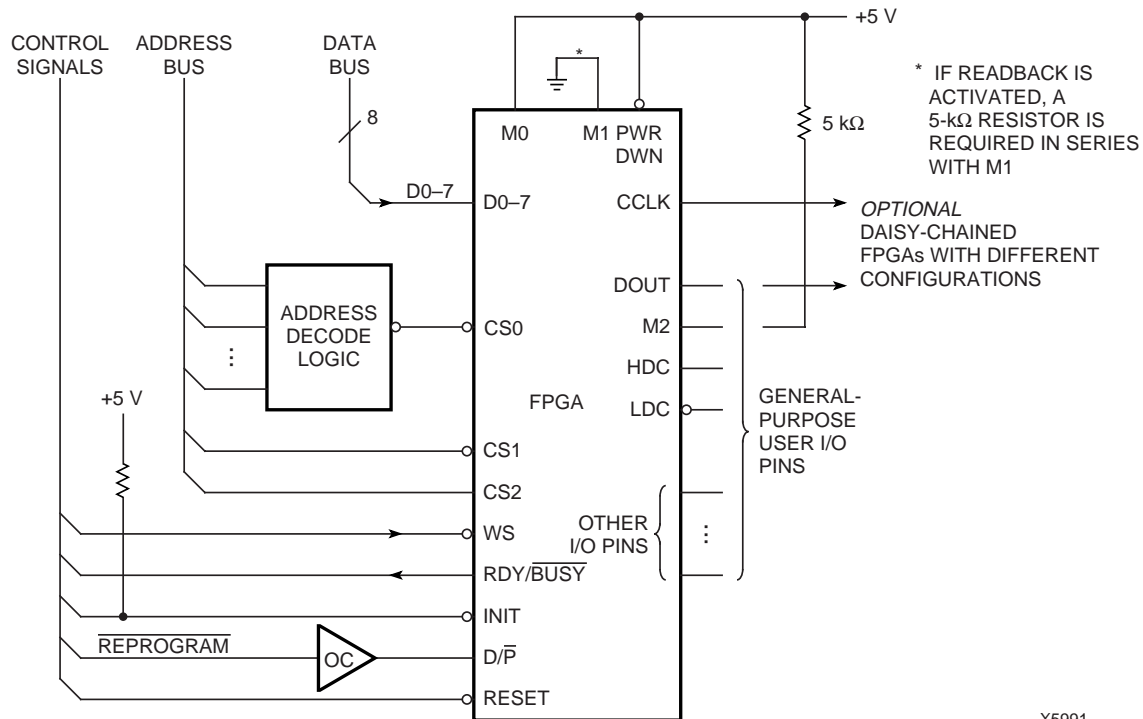 +5 V
CONTROL
SIGNALS
ADDRESS
BUS
DATA
BUS
8
*
* IF READBACK IS
ACTIVATED, A
5-kΩ RESISTOR IS
REQUIRED IN SERIES
WITH M1
5 kΩ
M0
M1 PWR
DWN
D0–7
D0–7
CCLK
OPTIONAL
DAISY-CHAINED
FPGAs WITH DIFFERENT
CONFIGURATIONS
DOUT
ADDRESS
DECODE
LOGIC
...
CS0
M2
HDC
+5 V
FPGA
LDC
GENERAL-
PURPOSE
USER I/O
PINS
CS1
CS2
OTHER
I/O PINS
...
WS
RDY/BUSY
INIT
REPROGRAM
OC
D/P
RESET
X5991